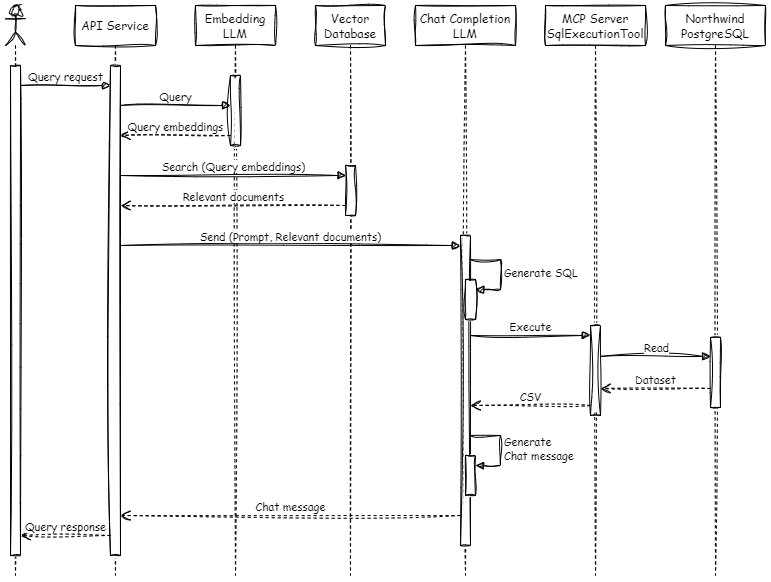 API Service
Embedding
LLM
Vector
Database
Chat Completion
LLM
MCP Server
SqlExecutionTool
Northwind
PostgreSQL
Query request
Query
Query embeddings
Search (Query embeddings)
Relevant documents
Send (Prompt, Relevant documents)
Generate SQL
Execute
Read
Dataset
CSV
Generate
Chat message
Chat message
Query response